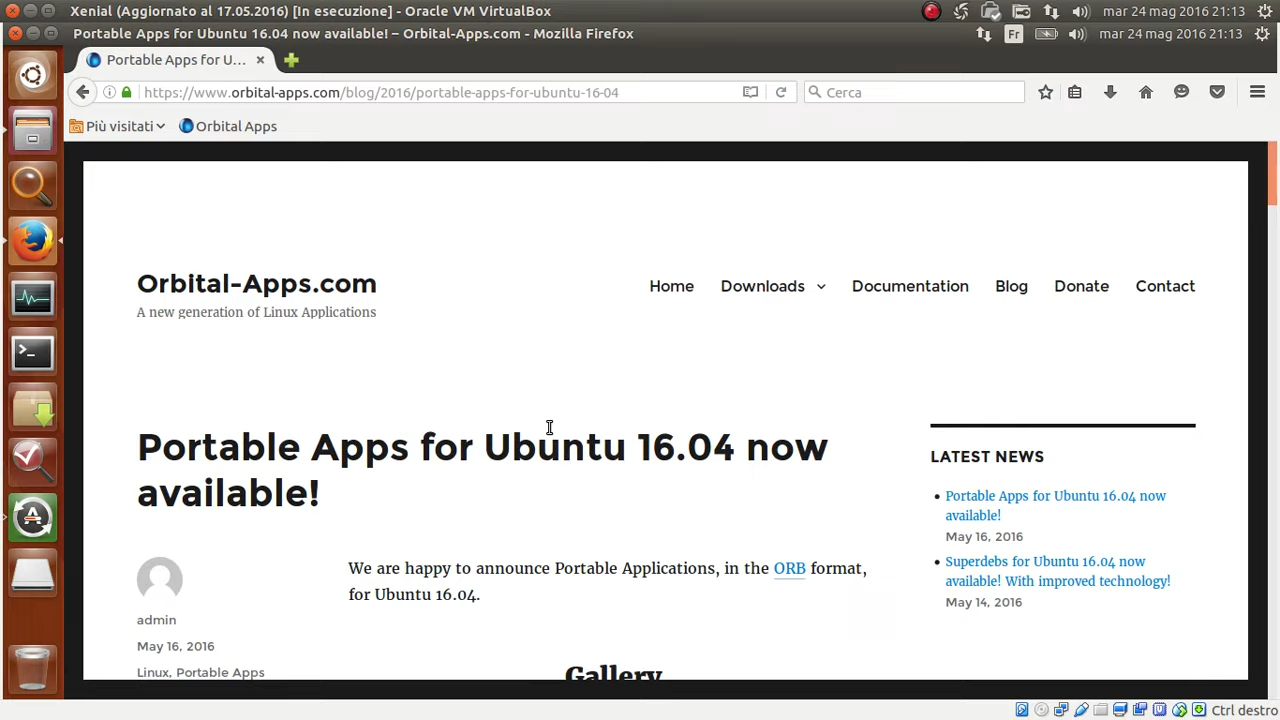 Xenial (Aggiornato al 17.05.2016) [In esecuzione] - Oracle VM VirtualBox
mar 24 mag 2016 21:13
Portable Apps for Ubuntu 16.04 now available! – Orbital-Apps.com - Mozilla Firefox
Fr
mar 24 mag 2016 21:13
Portable Apps for U...
https://www.orbital-apps.com/blog/2016/portable-apps-for-ubuntu-16-04
Cerca
Più visitati
Orbital Apps
Orbital-Apps.com
A new generation of Linux Applications
Home
Downloads
Documentation
Blog
Donate
Contact
Portable Apps for Ubuntu 16.04 now
available!
admin
May 16, 2016
Linux, Portable Apps
We are happy to announce Portable Applications, in the ORB format,
for Ubuntu 16.04.
Gallery
LATEST NEWS
Portable Apps for Ubuntu 16.04 now
available!
May 16, 2016
Superdebs for Ubuntu 16.04 now
available! With improved technology!
May 14, 2016
Ctrl destro